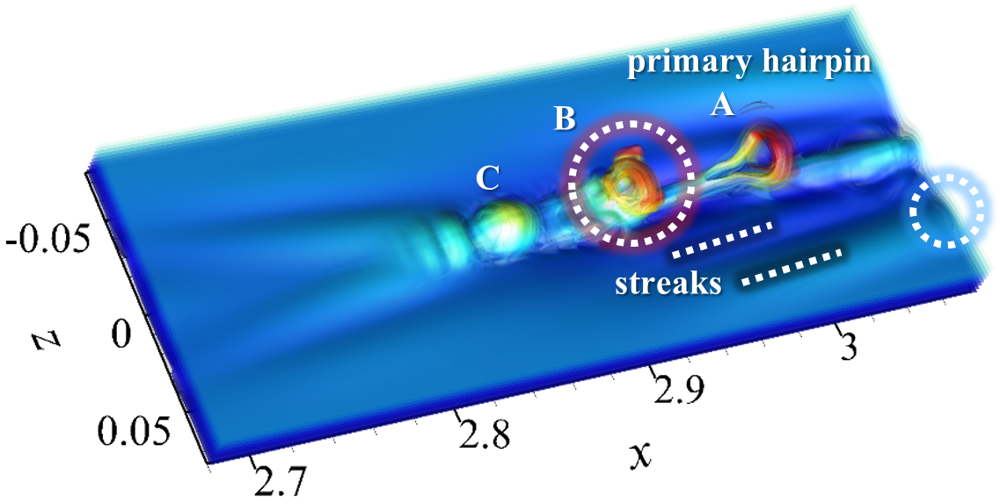 primary hairpin
A
B
C
streaks
-0.05
0
0.05
z
2.7
2.8
2.9
3
x